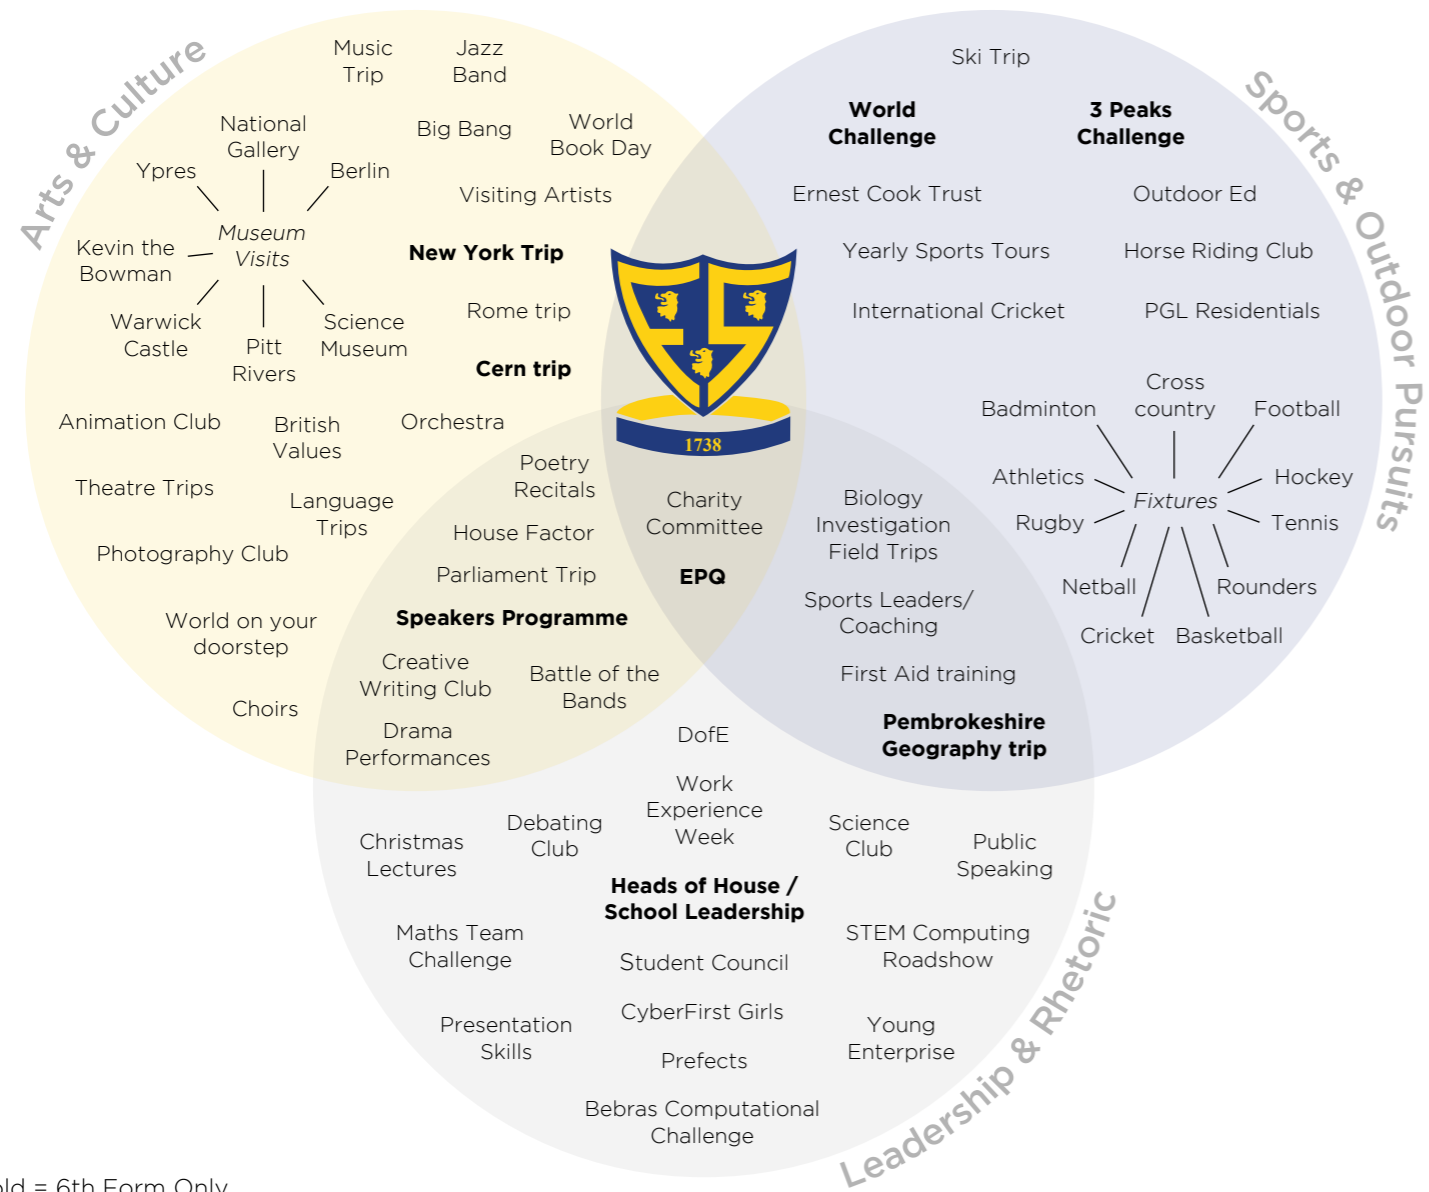 Arts & Culture
Music
Trip
Jazz
Band
Big Bang
World
Book Day
National
Gallery
Ypres
Berlin
Museum
Visits
Kevin the
Bowman
Warwick
Castle
Pitt
Rivers
Science
Museum
Visiting Artists
New York Trip
Rome trip
Cern trip
Animation Club
British
Values
Orchestra
Theatre Trips
Language
Trips
Photography Club
World on your
doorstep
Choirs
Poetry
Recitals
House Factor
Parliament Trip
Speakers Programme
Creative
Writing Club
Battle of the
Bands
Drama
Performances
ES
1738
Charity
Committee
EPQ
Sports & Outdoor Pursuits
Ski Trip
World
Challenge
3 Peaks
Challenge
Ernest Cook Trust
Outdoor Ed
Yearly Sports Tours
Horse Riding Club
International Cricket
PGL Residentials
Badminton
Cross
country
Football
Athletics
Fixtures
Hockey
Rugby
Tennis
Netball
Rounders
Cricket
Basketball
Biology
Investigation
Field Trips
Sports Leaders/
Coaching
First Aid training
Pembrokeshire
Geography trip
DofE
Work
Experience
Week
Christmas
Lectures
Debating
Club
Science
Club
Public
Speaking
Heads of House /
School Leadership
Maths Team
Challenge
STEM Computing
Roadshow
Student Council
CyberFirst Girls
Presentation
Skills
Young
Enterprise
Prefects
Bebras Computational
Challenge
Leadership & Rhetoric
= 6th Form Only